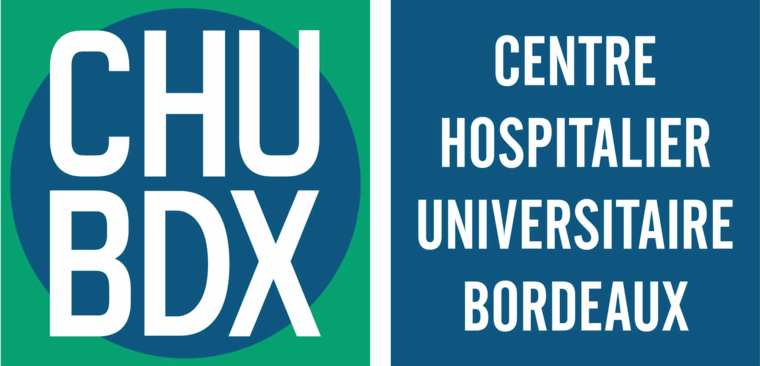 CHU
BDX
CENTRE
HOSPITALIER
UNIVERSITAIRE
BORDEAUX